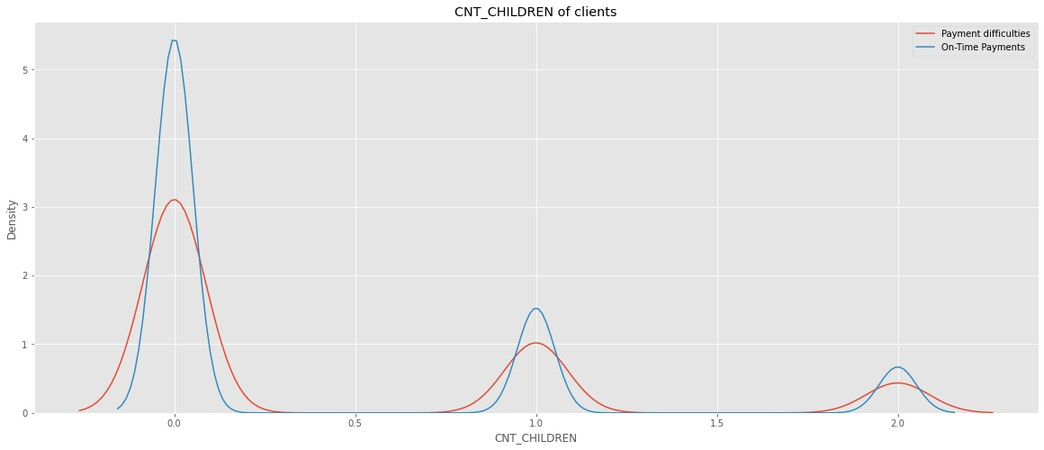 CNT_CHILDREN of clients
Payment difficulties
On-Time Payments
Density
5
4
3
2
1
0
0.0 0.5 1.0 1.5 2.0
CNT_CHILDREN